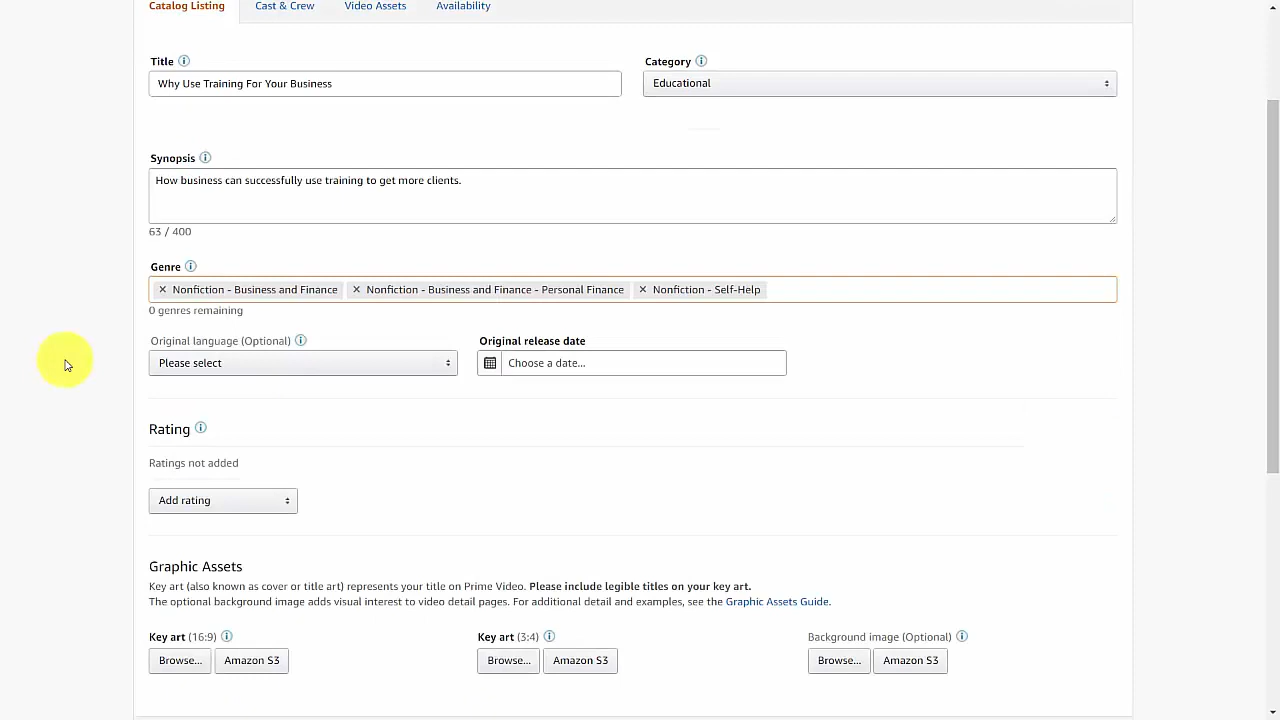 Catalog Listing Cast & Crew Video Assets Availability
Title Category
Why Use Training For Your Business Educational
Synopsis
How business can successfully use training to get more clients.
63 / 400
Genre
× Nonfiction - Business and Finance × Nonfiction - Business and Finance - Personal Finance × Nonfiction - Self-Help
0 genres remaining
Original language (Optional) Original release date
Please select Choose a date...
Rating
Ratings not added
Add rating
Graphic Assets
Key art (also known as cover or title art) represents your title on Prime Video. Please include legible titles on your key art.
The optional background image adds visual interest to video detail pages. For additional detail and examples, see the Graphic Assets Guide.
Key art (16:9) Key art (3:4) Background image (Optional)
Browse... Amazon S3 Browse... Amazon S3 Browse... Amazon S3